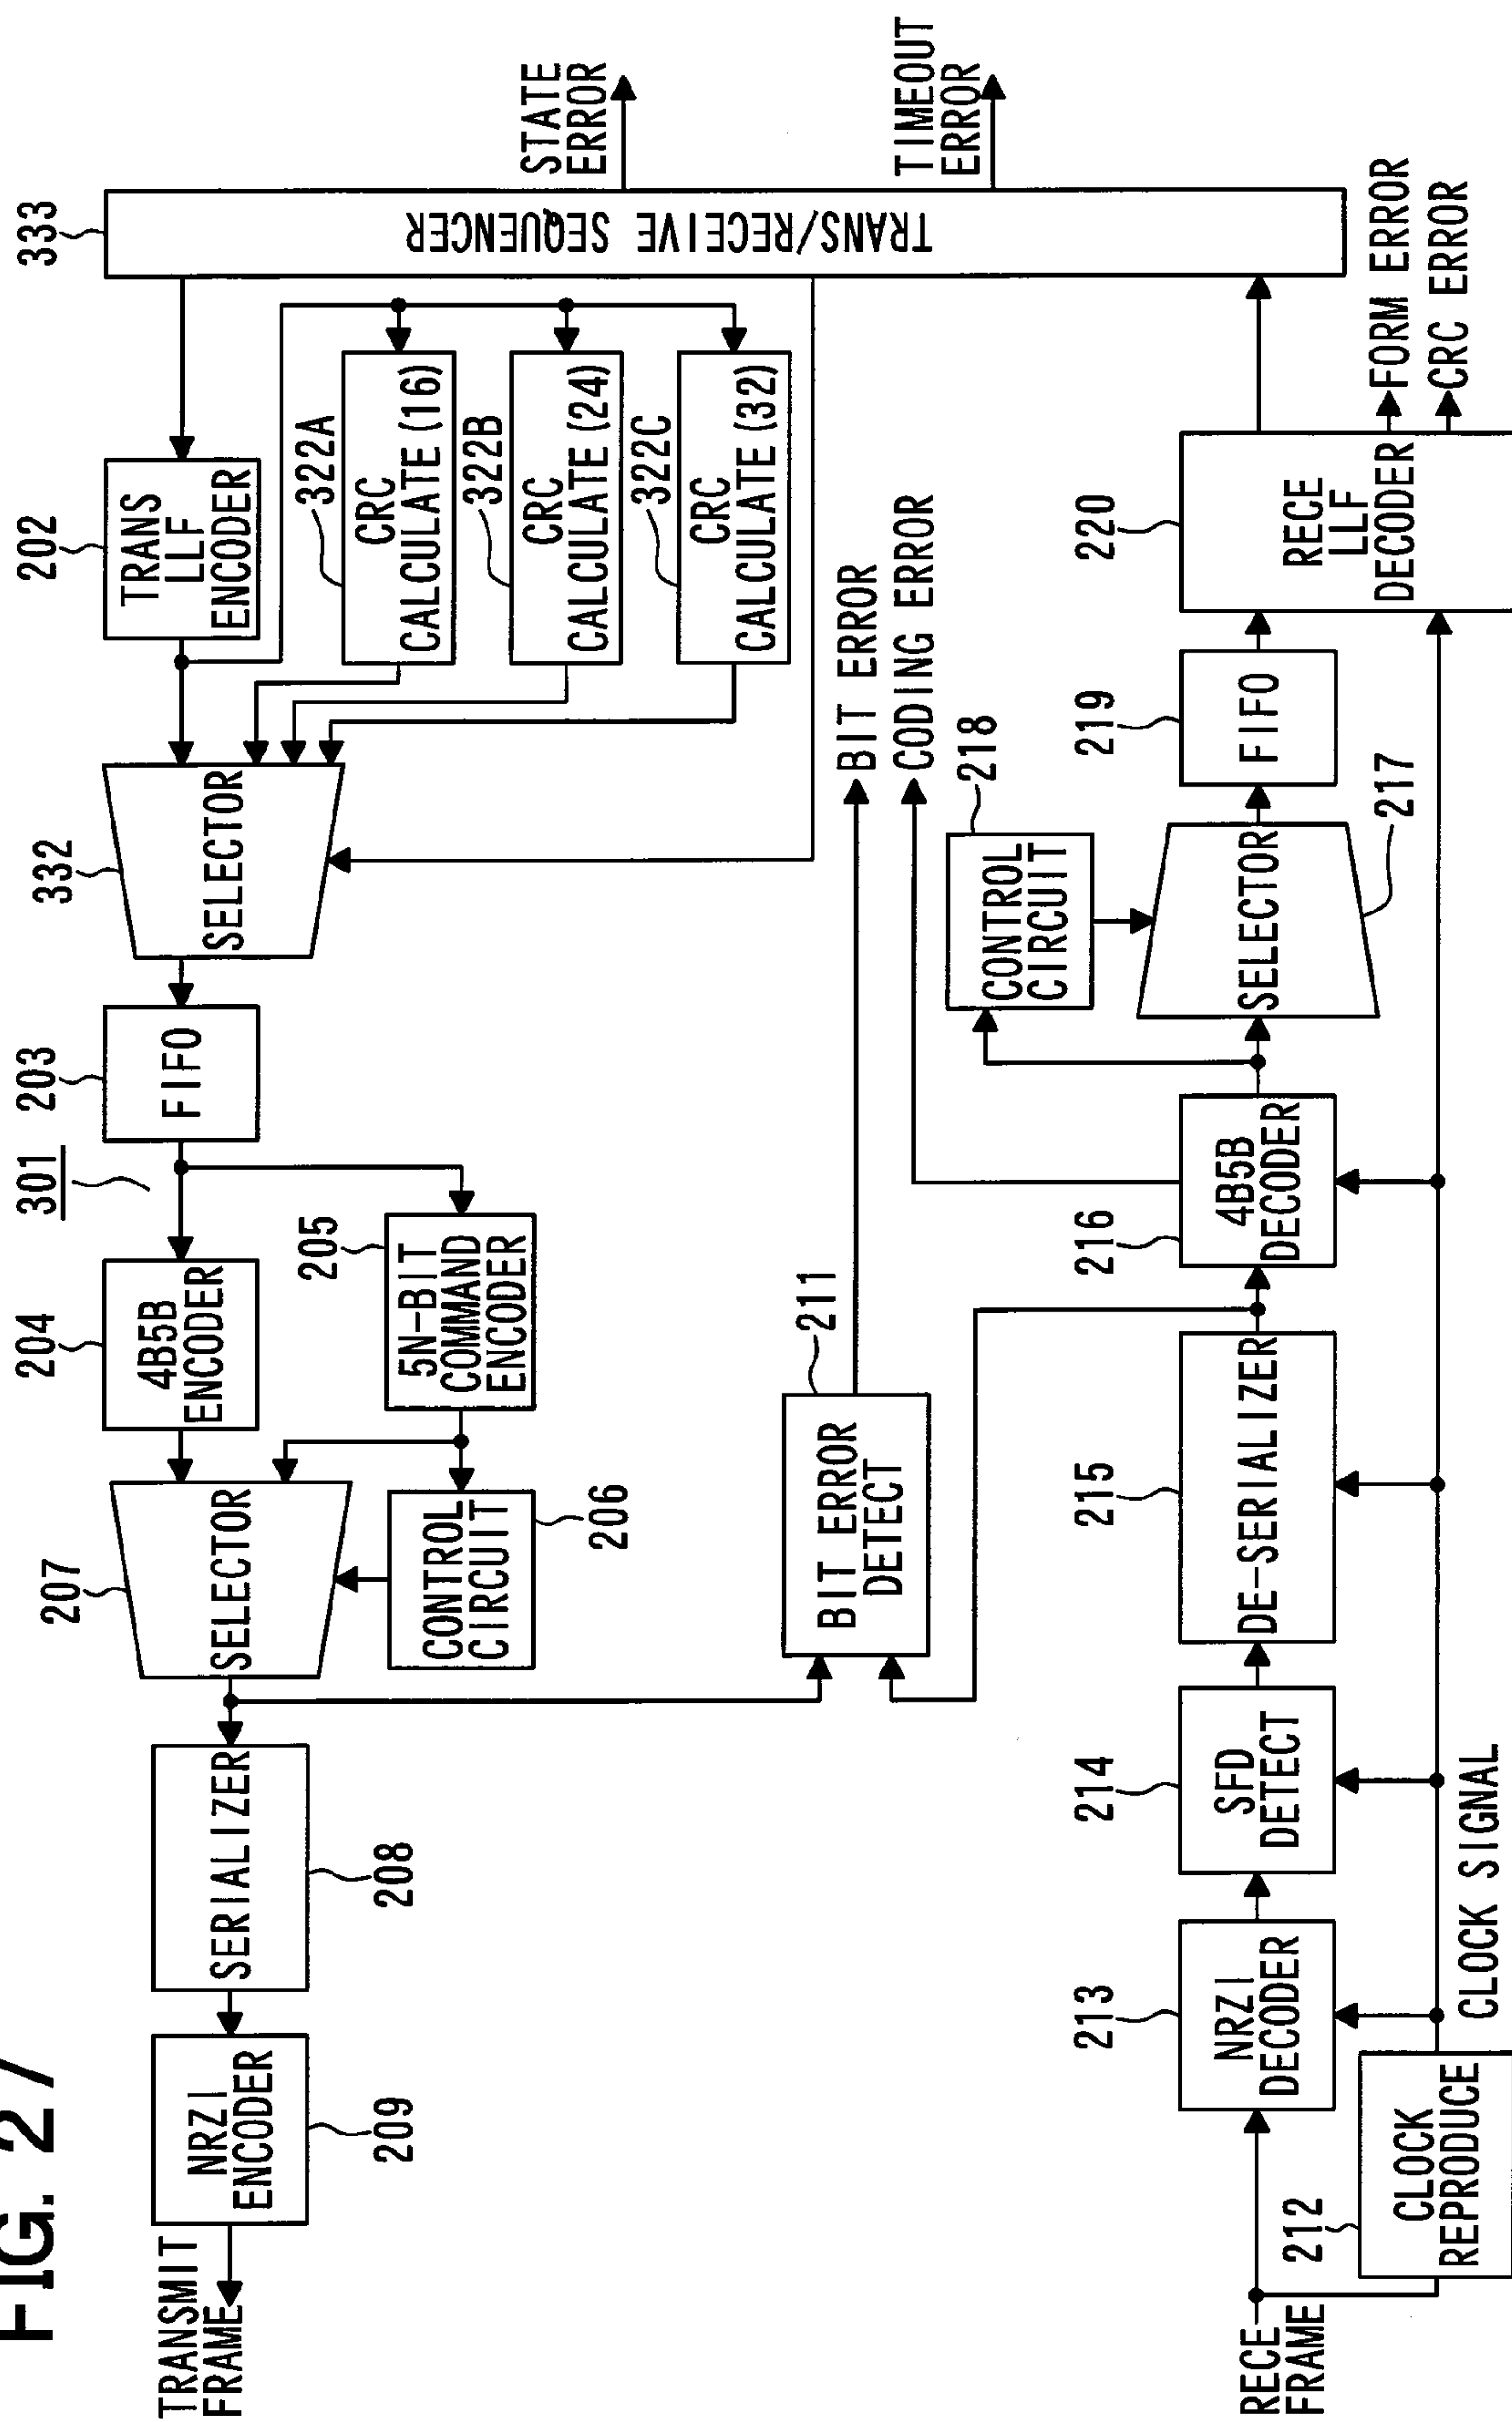 FIG. 27
TRANSMIT
FRAME
NRZI
ENCODER
209
SERIALIZER
208
207
SELECTOR
CONTROL
CIRCUIT
206
204
4B5B
ENCODER
205
5N-BIT
COMMAND
ENCODER
301
203
FIFO
332
SELECTOR
202
TRANS
LLF
ENCODER
322A
CRC
CALCULATE (16)
322B
CRC
CALCULATE (24)
322C
CRC
CALCULATE (32)
333
TRANS/RECEIVE SEQUENCER
STATE
ERROR
TIMEOUT
ERROR
211
BIT ERROR
DETECT
BIT ERROR
CODING ERROR
RECE
FRAME
212
CLOCK
REPRODUCE
CLOCK SIGNAL
213
NRZI
DECODER
214
SFD
DETECT
215
DE-SERIALIZER
216
4B5B
DECODER
218
CONTROL
CIRCUIT
SELECTOR
217
219
FIFO
220
RECE
LLF
DECODER
FORM ERROR
CRC ERROR